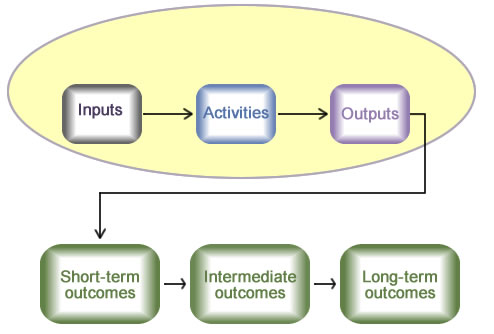 Inputs
Activities
Outputs
Short-term
outcomes
Intermediate
outcomes
Long-term
outcomes